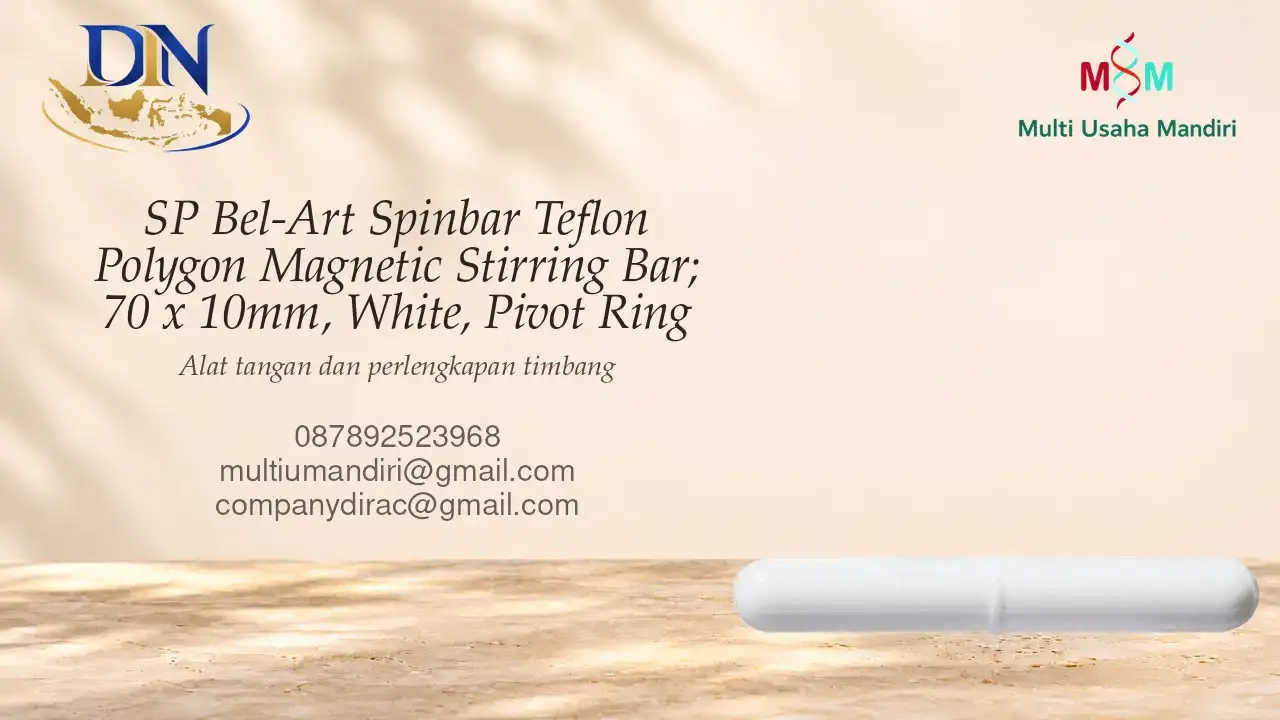 DIN
M M
Multi Usaha Mandiri
SP Bel-Art Spinbar Teflon
Polygon Magnetic Stirring Bar;
70 x 10mm, White, Pivot Ring
Alat tangan dan perlengkapan timbang
087892523968
multiumandiri@gmail.com
companydirac@gmail.com